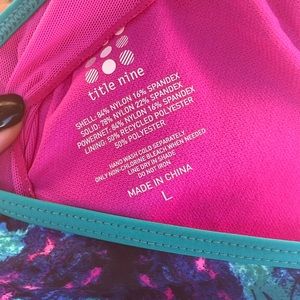 title nine
SHELL: 84% NYLON 16% SPANDEX
SOLID: 78% NYLON 22% SPANDEX
POWERNET: 84% NYLON 16% SPANDEX
LINING: 50% RECYCLED POLYESTER
50% POLYESTER
HAND WASH COLD SEPARATELY
ONLY NON-CHLORINE BLEACH WHEN NEEDED
LINE DRY IN SHADE
DO NOT IRON
MADE IN CHINA
L